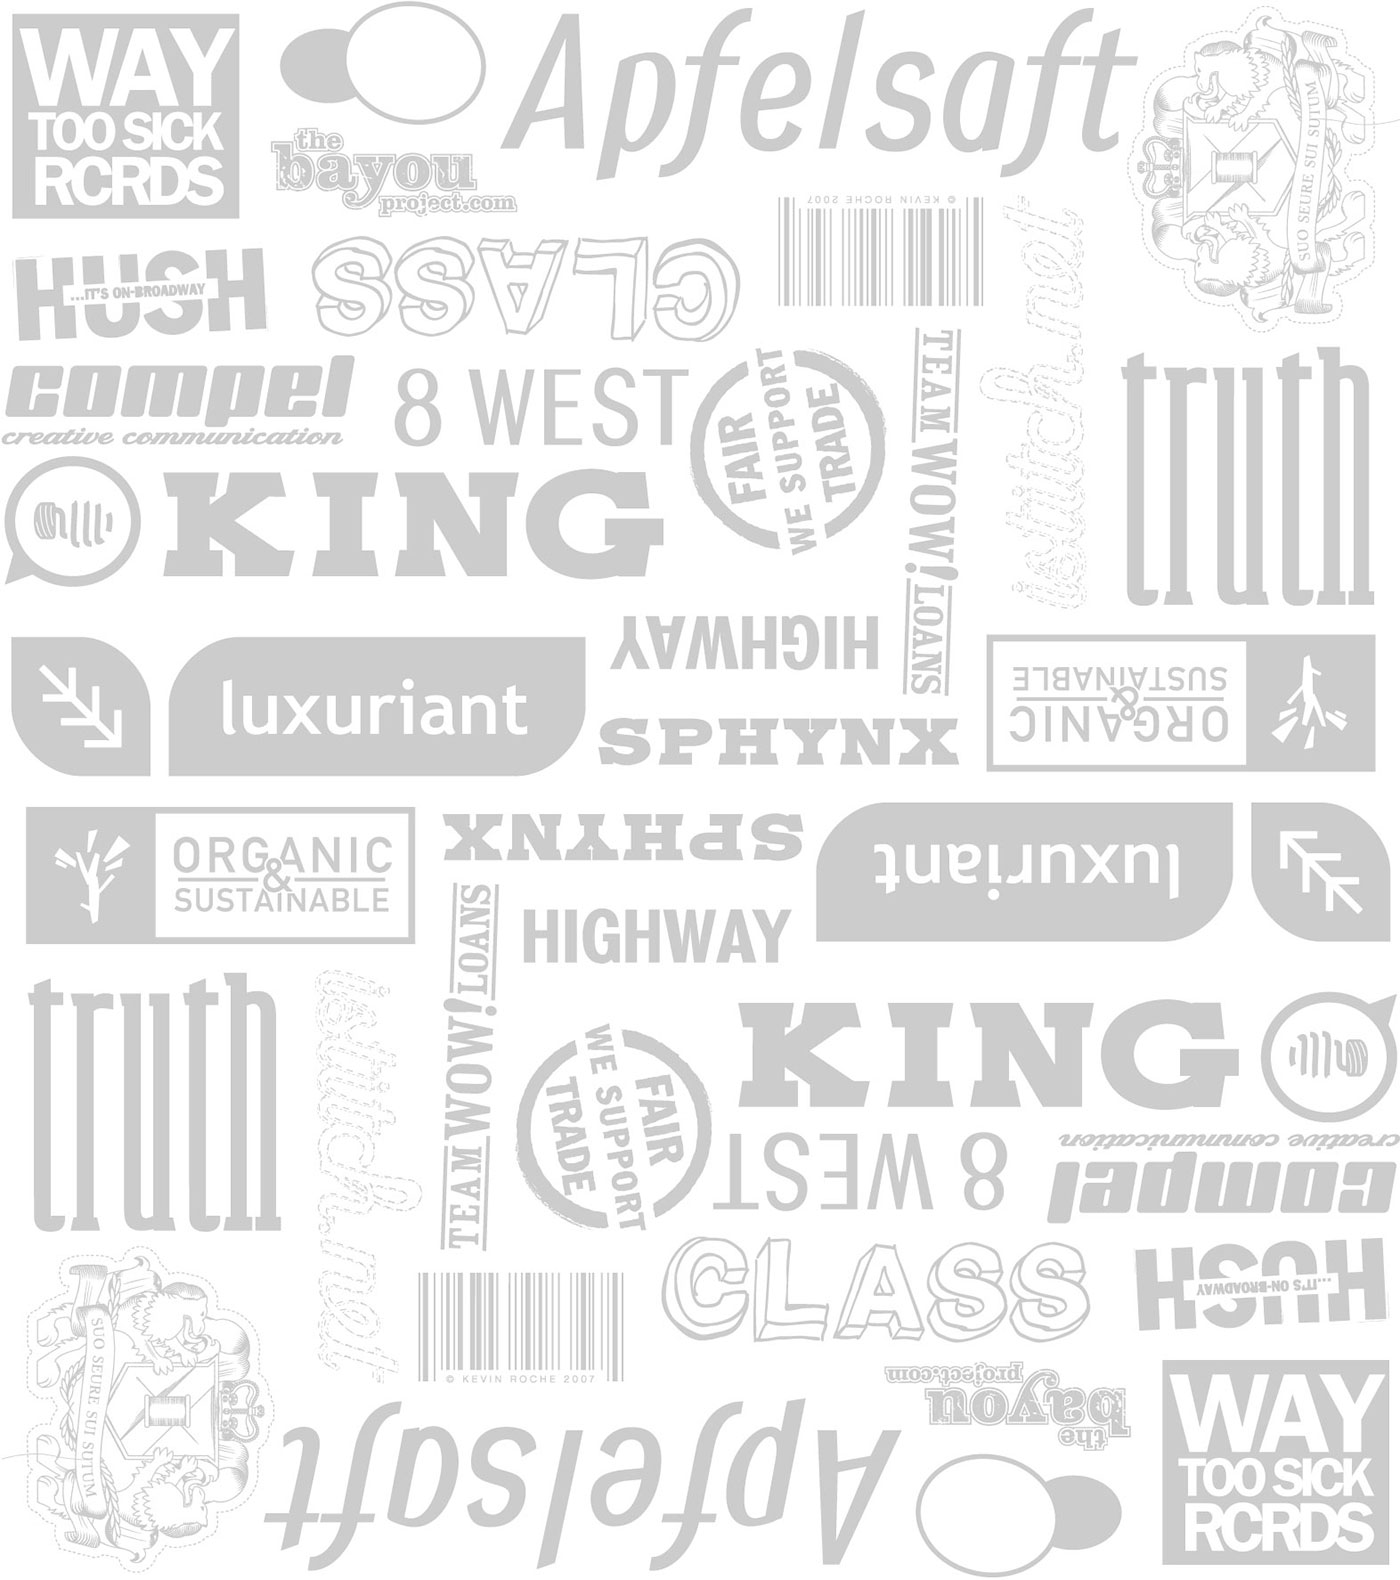 WAY
TOO SICK
RCRDS
the
bayou
project.com
Apfelsaft
SUO SEURE SUI SUTUM
© KEVIN ROCHE 2007
istitch.net
HUSH
...IT'S ON-BROADWAY
CLASS
compel
creative communication
8 WEST
FAIR
WE SUPPORT
TRADE
TEAM WOW! LOANS
truth
KING
HIGHWAY
luxuriant
SPHYNX
ORGANIC
&
SUSTAINABLE
ORGANIC
&
SUSTAINABLE
SPHYNX
luxuriant
HIGHWAY
TEAM WOW! LOANS
truth
istitch.net
KING
FAIR
WE SUPPORT
TRADE
8 WEST
compel
creative communication
CLASS
HUSH
...IT'S ON-BROADWAY
SUO SEURE SUI SUTUM
© KEVIN ROCHE 2007
the
bayou
project.com
Apfelsaft
WAY
TOO SICK
RCRDS